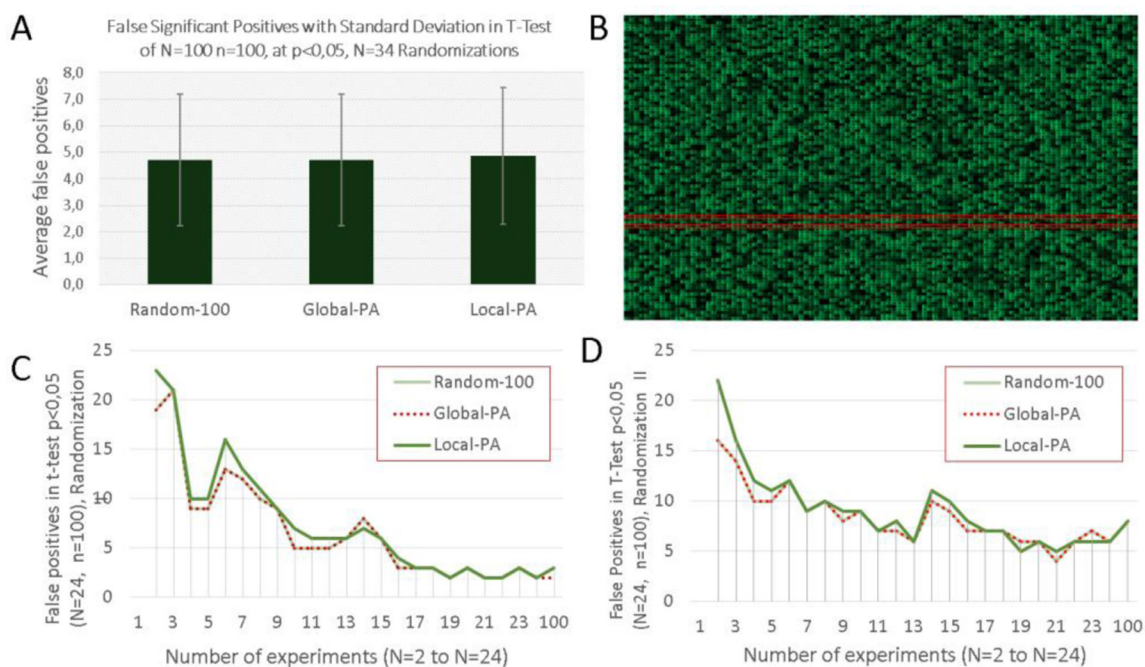 A
False Significant Positives with Standard Deviation in T-Test
of N=100 n=100, at p<0,05, N=34 Randomizations
Average false positives
8,0
7,0
6,0
5,0
4,0
3,0
2,0
1,0
0,0
Random-100 Global-PA Local-PA
B
C
False positives in t-test p<0,05
(N=24, n=100), Randomization
I
25
20
15
10
5
0
Random-100
Global-PA
Local-PA
1 3 5 7 9 11 13 15 17 19 21 23 100
Number of experiments (N=2 to N=24)
D
False Positives in T-Test p<0,05
(N=24, n=100), Randomization II
25
20
15
10
5
0
Random-100
Global-PA
Local-PA
1 3 5 7 9 11 13 15 17 19 21 23 100
Number of experiments (N=2 to N=24)